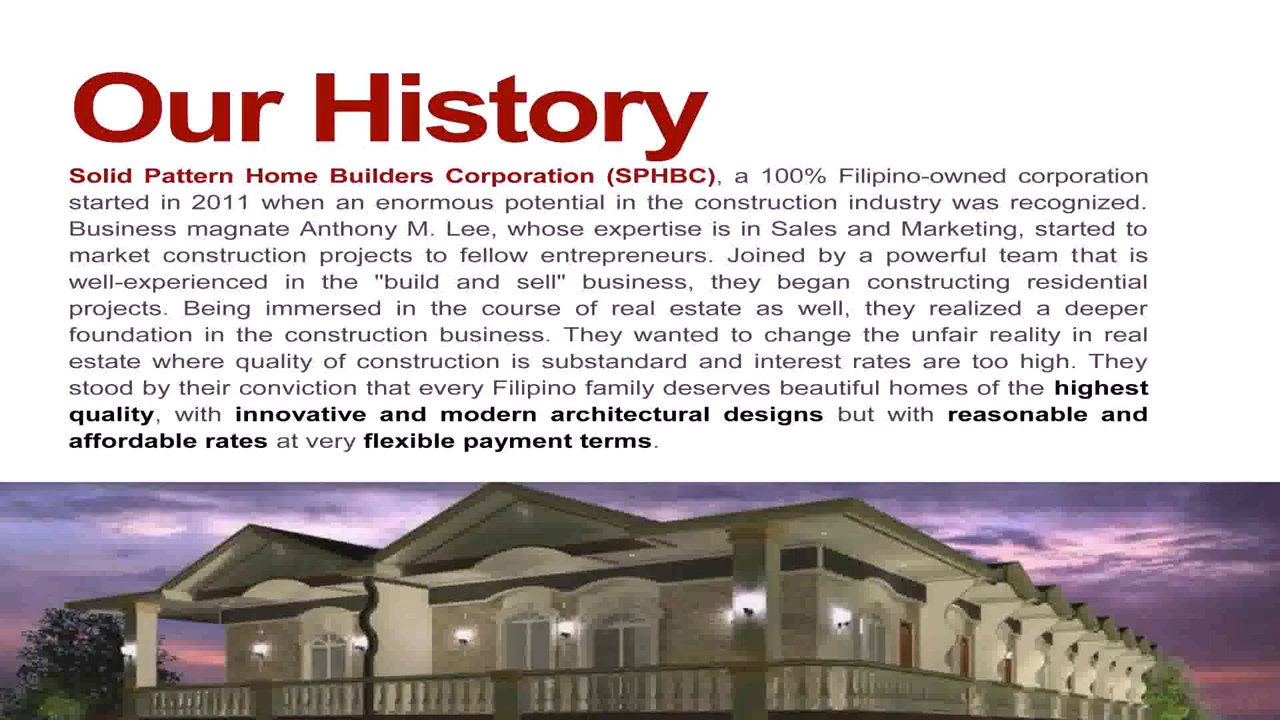 Our History
Solid Pattern Home Builders Corporation (SPHBC), a 100% Filipino-owned corporation
started in 2011 when an enormous potential in the construction industry was recognized.
Business magnate Anthony M. Lee, whose expertise is in Sales and Marketing, started to
market construction projects to fellow entrepreneurs. Joined by a powerful team that is
well-experienced in the "build and sell" business, they began constructing residential
projects. Being immersed in the course of real estate as well, they realized a deeper
foundation in the construction business. They wanted to change the unfair reality in real
estate where quality of construction is substandard and interest rates are too high. They
stood by their conviction that every Filipino family deserves beautiful homes of the highest
quality, with innovative and modern architectural designs but with reasonable and
affordable rates at very flexible payment terms.